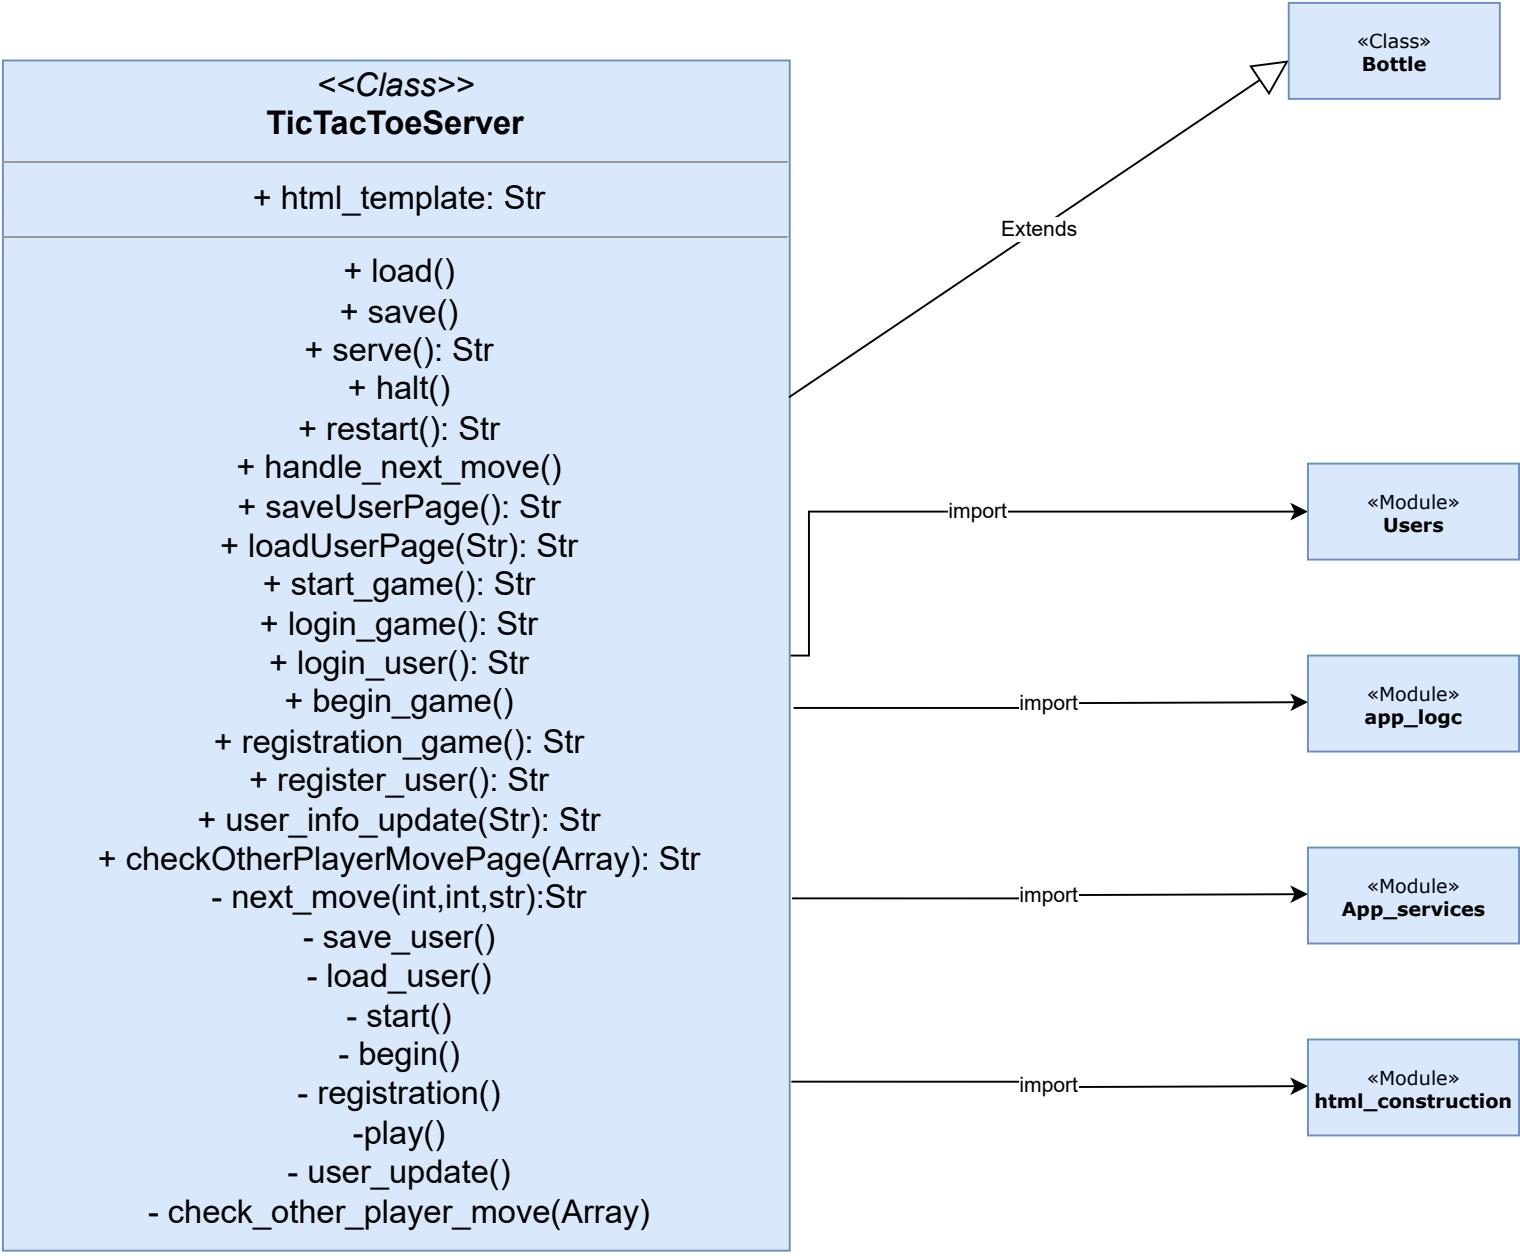 <<Class>>
TicTacToeServer
+ html_template: Str
+ load()
+ save()
+ serve(): Str
+ halt()
+ restart(): Str
+ handle_next_move()
+ saveUserPage(): Str
+ loadUserPage(Str): Str
+ start_game(): Str
+ login_game(): Str
+ login_user(): Str
+ begin_game()
+ registration_game(): Str
+ register_user(): Str
+ user_info_update(Str): Str
+ checkOtherPlayerMovePage(Array): Str
- next_move(int,int,str):Str
- save_user()
- load_user()
- start()
- begin()
- registration()
-play()
- user_update()
- check_other_player_move(Array)
Extends
«Class»
Bottle
import
«Module»
Users
import
«Module»
app_logc
import
«Module»
App_services
import
«Module»
html_construction